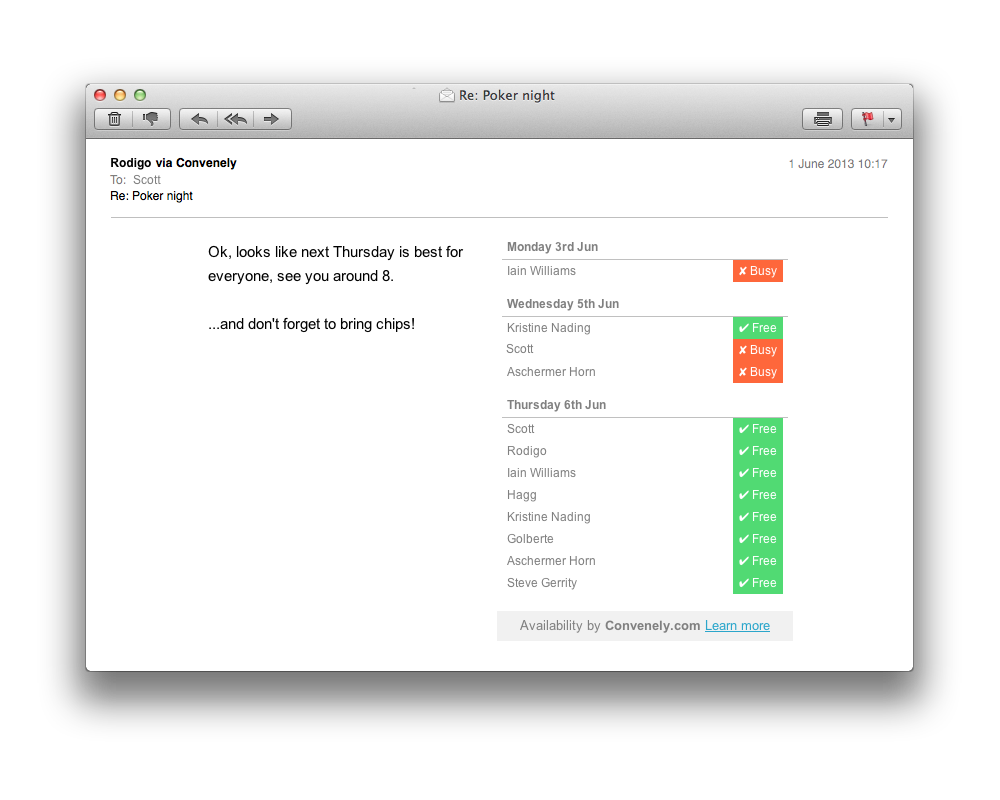 Re: Poker night
Rodigo via Convenely
1 June 2013 10:17
To: Scott
Re: Poker night
Ok, looks like next Thursday is best for
everyone, see you around 8.
...and don't forget to bring chips!
Monday 3rd Jun
Iain Williams ✘ Busy
Wednesday 5th Jun
Kristine Nading ✔ Free
Scott ✘ Busy
Aschermer Horn ✘ Busy
Thursday 6th Jun
Scott ✔ Free
Rodigo ✔ Free
Iain Williams ✔ Free
Hagg ✔ Free
Kristine Nading ✔ Free
Golberte ✔ Free
Aschermer Horn ✔ Free
Steve Gerrity ✔ Free
Availability by Convenely.com Learn more